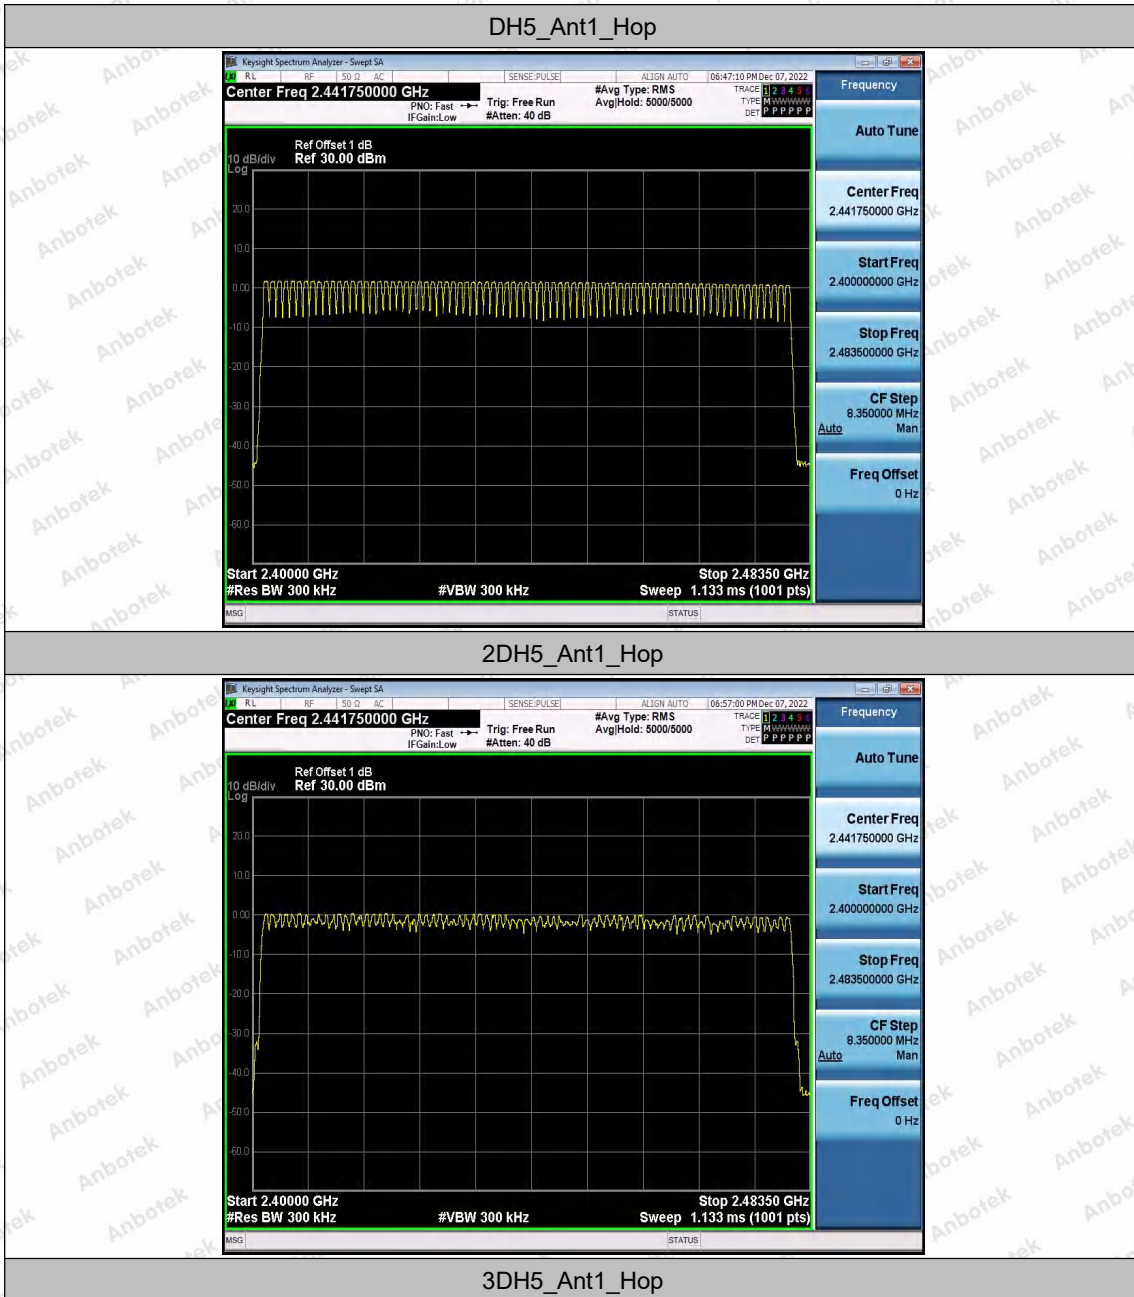 DH5_Ant1_Hop
Keysight Spectrum Analyzer - Swept SA
RL RF 50 Ω AC SENSE:PULSE ALIGN AUTO 06:47:10 PM Dec 07, 2022
Center Freq 2.441750000 GHz #Avg Type: RMS TRACE 1 2 3 4 5 6
PNO: Fast Trig: Free Run Avg|Hold: 5000/5000 TYPE M WWWWW
IFGain:Low #Atten: 40 dB DET P P P P P P
Frequency
Auto Tune
Ref Offset 1 dB
10 dB/div Ref 30.00 dBm
Log
20.0
10.0
0.00
-10.0
-20.0
-30.0
-40.0
-50.0
-60.0
Center Freq
2.441750000 GHz
Start Freq
2.400000000 GHz
Stop Freq
2.483500000 GHz
CF Step
8.350000 MHz
Auto Man
Freq Offset
0 Hz
Start 2.40000 GHz Stop 2.48350 GHz
#Res BW 300 kHz #VBW 300 kHz Sweep 1.133 ms (1001 pts)
MSG STATUS
2DH5_Ant1_Hop
Keysight Spectrum Analyzer - Swept SA
RL RF 50 Ω AC SENSE:PULSE ALIGN AUTO 06:57:00 PM Dec 07, 2022
Center Freq 2.441750000 GHz #Avg Type: RMS TRACE 1 2 3 4 5 6
PNO: Fast Trig: Free Run Avg|Hold: 5000/5000 TYPE M WWWWW
IFGain:Low #Atten: 40 dB DET P P P P P P
Frequency
Auto Tune
Ref Offset 1 dB
10 dB/div Ref 30.00 dBm
Log
20.0
10.0
0.00
-10.0
-20.0
-30.0
-40.0
-50.0
-60.0
Center Freq
2.441750000 GHz
Start Freq
2.400000000 GHz
Stop Freq
2.483500000 GHz
CF Step
8.350000 MHz
Auto Man
Freq Offset
0 Hz
Start 2.40000 GHz Stop 2.48350 GHz
#Res BW 300 kHz #VBW 300 kHz Sweep 1.133 ms (1001 pts)
MSG STATUS
3DH5_Ant1_Hop
Anbotek